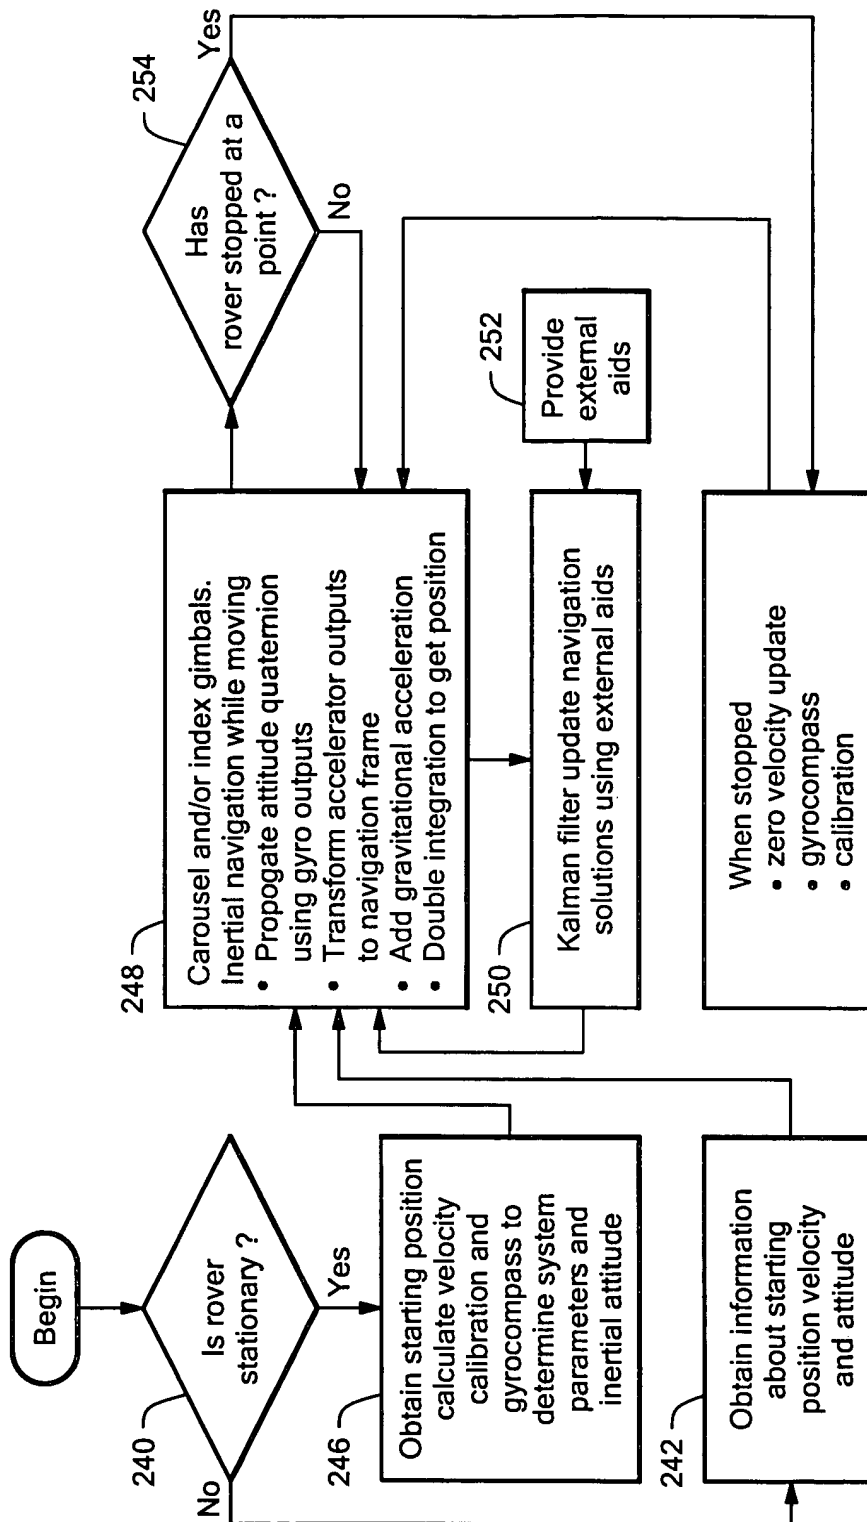 Begin
240
Is rover
stationary ?
No
Yes
246
Obtain starting position
calculate velocity
calibration and
gyrocompass to
determine system
parameters and
inertial attitude
242
Obtain information
about starting
position velocity
and attitude
248
Carousel and/or index gimbals.
Inertial navigation while moving
• Propogate attitude quaternion
using gyro outputs
• Transform accelerator outputs
to navigation frame
• Add gravitational acceleration
• Double integration to get position
250
Kalman filter update navigation
solutions using external aids
252
Provide
external
aids
When stopped
• zero velocity update
• gyrocompass
• calibration
254
Has
rover stopped at a
point ?
No
Yes